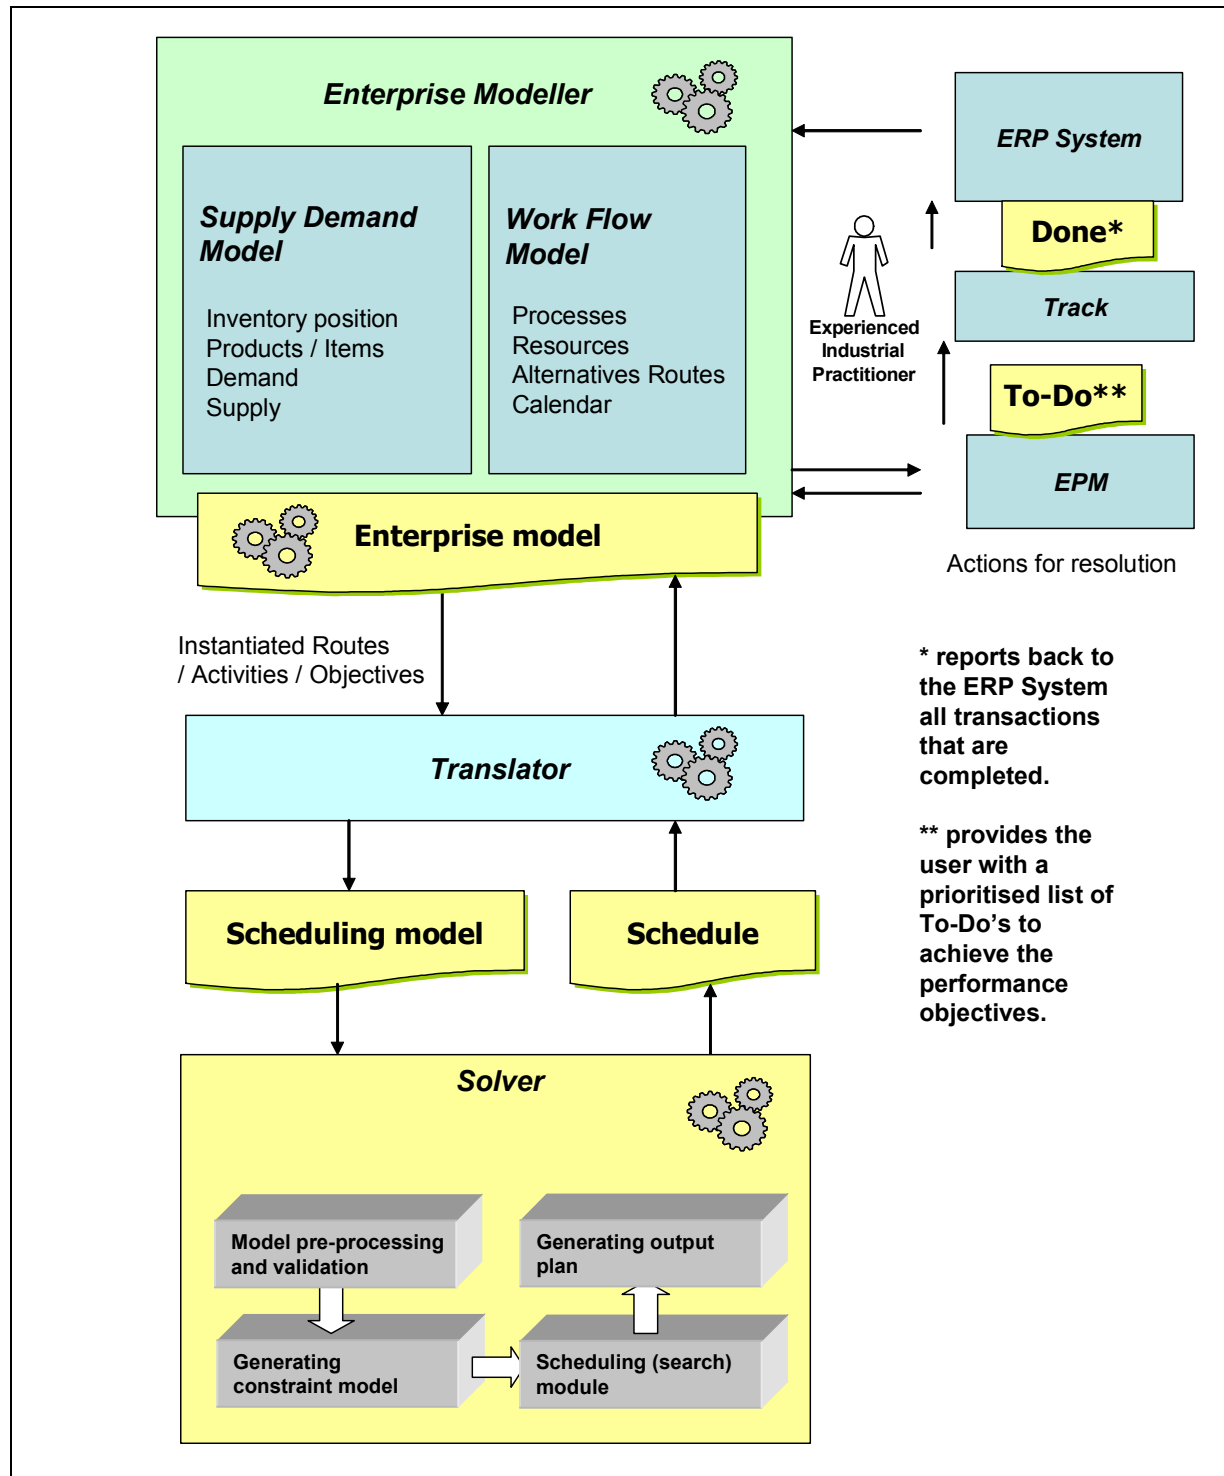 Enterprise Modeller
Supply Demand
Model
Inventory position
Products / Items
Demand
Supply
Work Flow
Model
Processes
Resources
Alternatives Routes
Calendar
ERP System
Done*
Track
To-Do**
EPM
Actions for resolution
Experienced
Industrial
Practitioner
Enterprise model
Instantiated Routes
/ Activities / Objectives
Translator
Scheduling model
Schedule
* reports back to
the ERP System
all transactions
that are
completed.
** provides the
user with a
prioritised list of
To-Do's to
achieve the
performance
objectives.
Solver
Model pre-processing
and validation
Generating output
plan
Generating
constraint model
Scheduling (search)
module